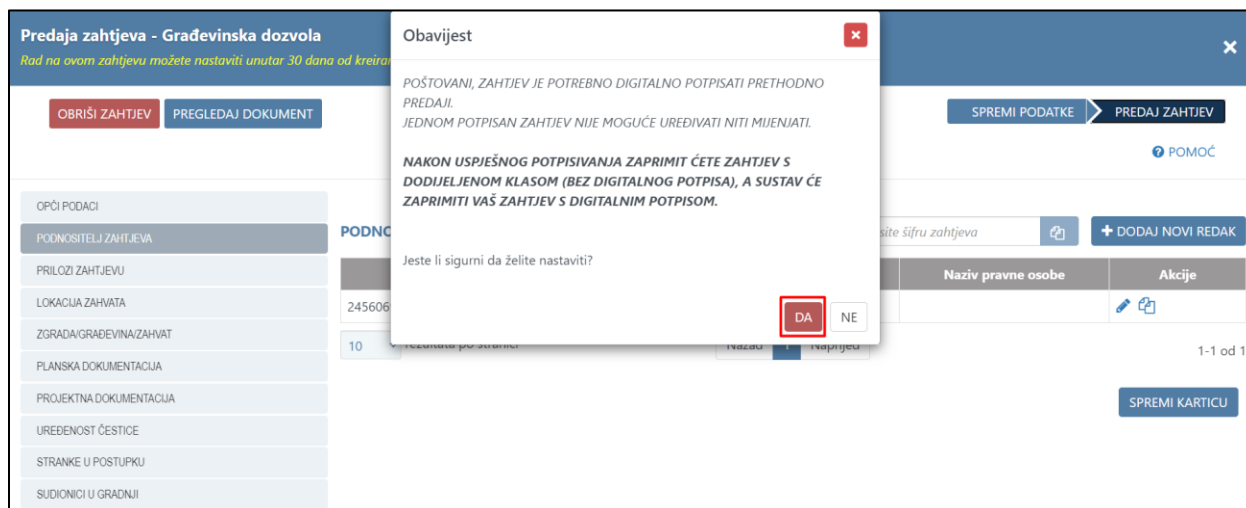 Predaja zahtjeva - Građevinska dozvola
Rad na ovom zahtjevu možete nastaviti unutar 30 dana od
OBRIŠI ZAHTJEV
PREGLEDAJ DOKUMENT
Obavijest
POŠTOVANI, ZAHTJEV JE POTREBNO DIGITALNO POTPISATI PRETHODNO
PREDAJI.
JEDNOM POTPISAN ZAHTJEV NIJE MOGUĆE UREĐIVATI NITI MIJENJATI.
NAKON USPJEŠNOG POTPISIVANJA ZAPRIMIT ĆETE ZAHTJEV S
DODIJELJENOM KLASOM (BEZ DIGITALNOG POTPISA), A SUSTAV ĆE
ZAPRIMITI VAŠ ZAHTJEV S DIGITALNIM POTPISOM.
Jeste li sigurni da želite nastaviti?
DA
NE
SPREMI PODATKE
PREDAJ ZAHTJEV
POMOĆ
OPĆI PODACI
PODNOSITELJ ZAHTJEVA
PRILOZI ZAHTJEVU
LOKACIJA ZAHVATA
ZGRADA/GRAĐEVINA/ZAHVAT
PLANSKA DOKUMENTACIJA
PROJEKTNA DOKUMENTACIJA
UREĐENOST ČESTICE
STRANKE U POSTUPKU
SUDIONICI U GRADNJI
šifru zahtjeva
+ DODAJ NOVI REDAK
Naziv pravne osobe
Akcije
245606
10
rezultata po stranici
Nazad 1 Naprijed
1-1 od 1
SPREMI KARTICU